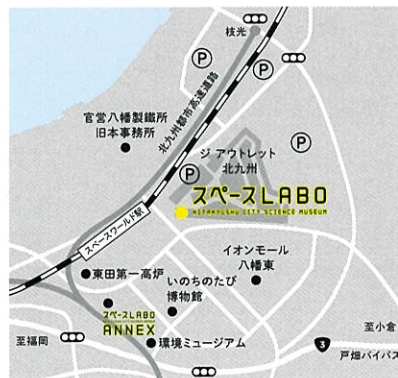 枝光
P
P
P
P
官営八幡製鐵所
旧本事務所
北九州都市高速道路
ジ アウトレット
北九州
スペースLABO
KITAKYUSHU CITY SCIENCE MUSEUM
スペースワールド駅
東田第一高炉
いのちのたび
博物館
イオンモール
八幡東
スペースLABO
ANNEX
環境ミュージアム
至福岡
至小倉
3
戸畑バイパス